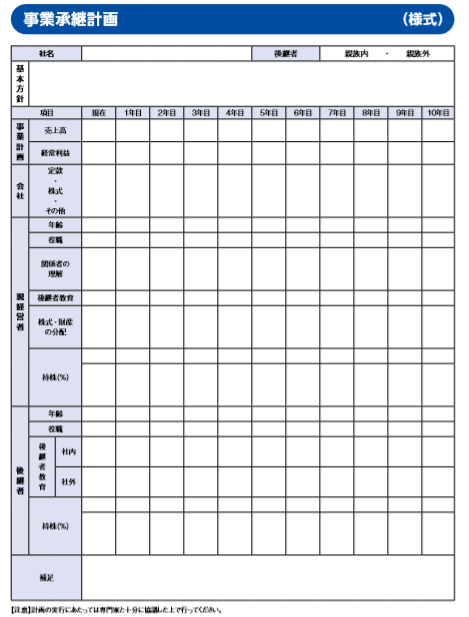 事業承継計画 （様式）
社名 後継者 親族内 ・ 親族外
基本方針
項目 現在 1年目 2年目 3年目 4年目 5年目 6年目 7年目 8年目 9年目 10年目
事業計画
売上高
経常利益
会社
定款
・
株式
・
その他
現経営者
年齢
役職
関係者の
理解
後継者教育
株式・財産
の分配
持株(%)
後継者
年齢
役職
後継者教育
社内
社外
持株(%)
補足
【注意】計画の実行にあたっては専門家と十分に協議した上で行ってください。